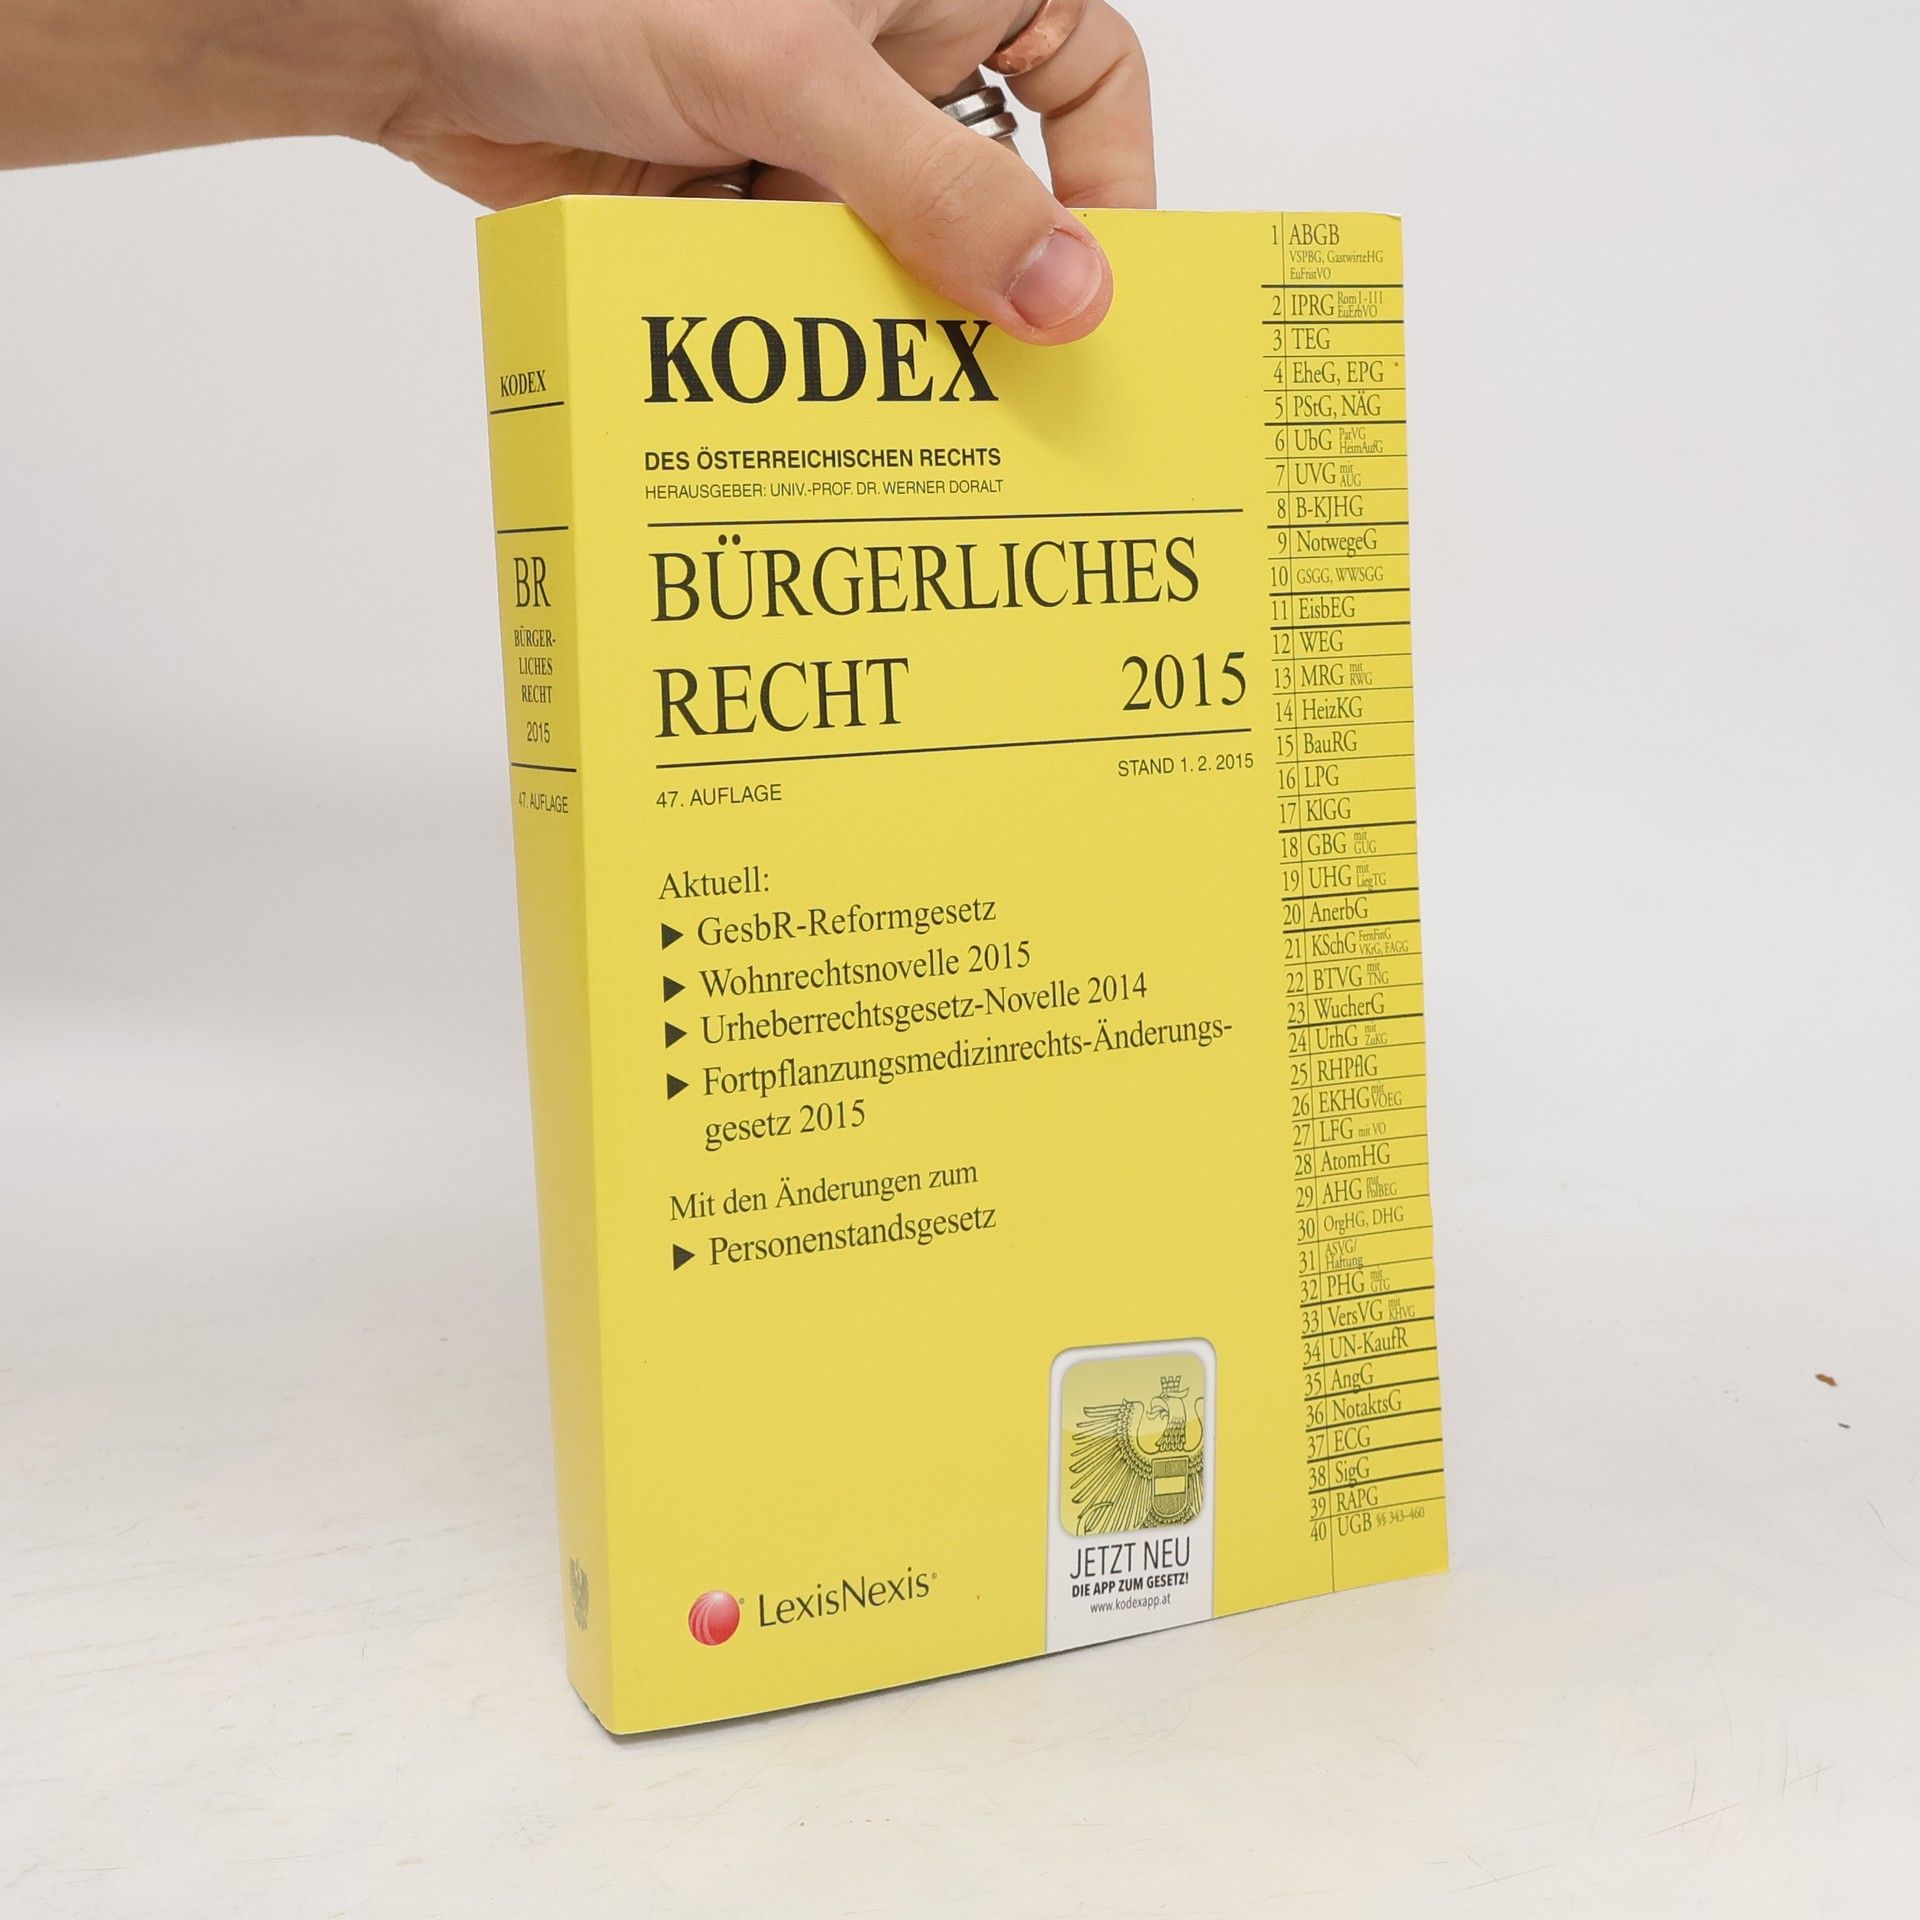 KODEX
BR
BÜRGER-
LICHES
RECHT
2015
47. AUFLAGE
KODEX
DES ÖSTERREICHISCHEN RECHTS
HERAUSGEBER: UNIV.-PROF. DR. WERNER DORALT
BÜRGERLICHES
RECHT 2015
47. AUFLAGE STAND 1. 2. 2015
Aktuell:
► GesbR-Reformgesetz
► Wohnrechtsnovelle 2015
► Urheberrechtsgesetz-Novelle 2014
► Fortpflanzungsmedizinrechts-Änderungs-
gesetz 2015
Mit den Änderungen zum
► Personenstandsgesetz
LexisNexis®
JETZT NEU
DIE APP ZUM GESETZ!
www.kodexapp.at
1 ABGB
VSPBG, GastwirteHG
EuFristVO
2 IPRG Rom I-III EuErbVO
3 TEG
4 EheG, EPG
5 PStG, NÄG
6 UbG PatVG HeimAufG
7 UVG mit AUG
8 B-KJHG
9 NotwegeG
10 GSGG, WWSGG
11 EisbEG
12 WEG
13 MRG mit RWG
14 HeizKG
15 BauRG
16 LPG
17 KlGG
18 GBG mit GUG
19 UHG mit LiegTG
20 AnerbG
21 KSchG FernFinG VKrG, FAGG
22 BTVG mit TNG
23 WucherG
24 UrhG mit ZuKG
25 RHPflG
26 EKHG mit VOEG
27 LFG mit VO
28 AtomHG
29 AHG mit PolBEG
30 OrgHG, DHG
31 ASVG/ Haftung
32 PHG mit GTG
33 VersVG mit KHVG
34 UN-KaufR
35 AngG
36 NotaktsG
37 ECG
38 SigG
39 RAPG
40 UGB §§ 343–460